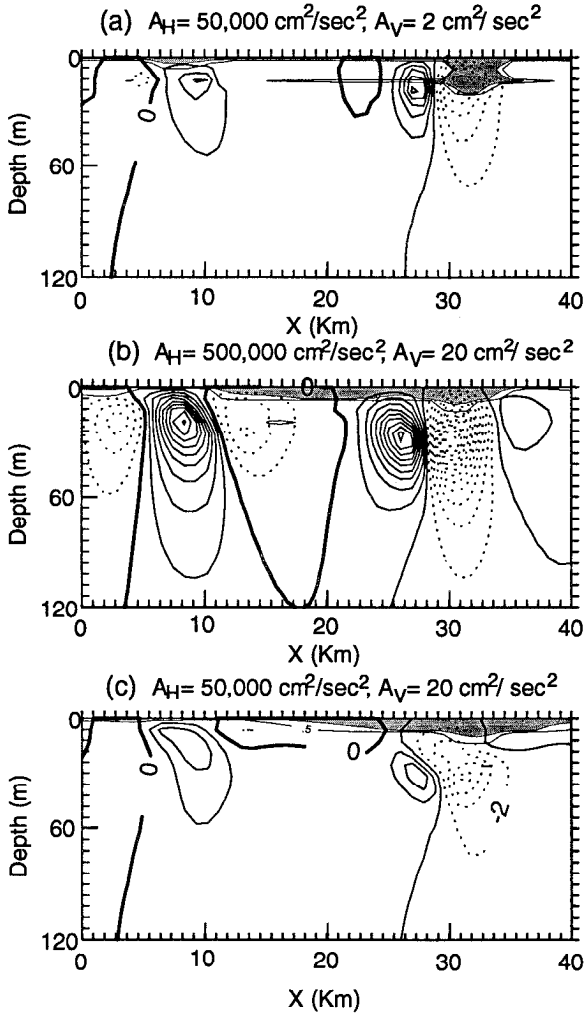 (a) A_H= 50,000 cm²/sec², A_V= 2 cm²/sec²
0
60
120
Depth (m)
0
0 10 20 30 40
X (Km)
(b) A_H= 500,000 cm²/sec², A_V= 20 cm²/ sec²
0
60
120
Depth (m)
0
0 10 20 30 40
X (Km)
(c) A_H= 50,000 cm²/sec², A_V= 20 cm²/ sec²
0
60
120
Depth (m)
0
.5
0
-2
0 10 20 30 40
X (Km)